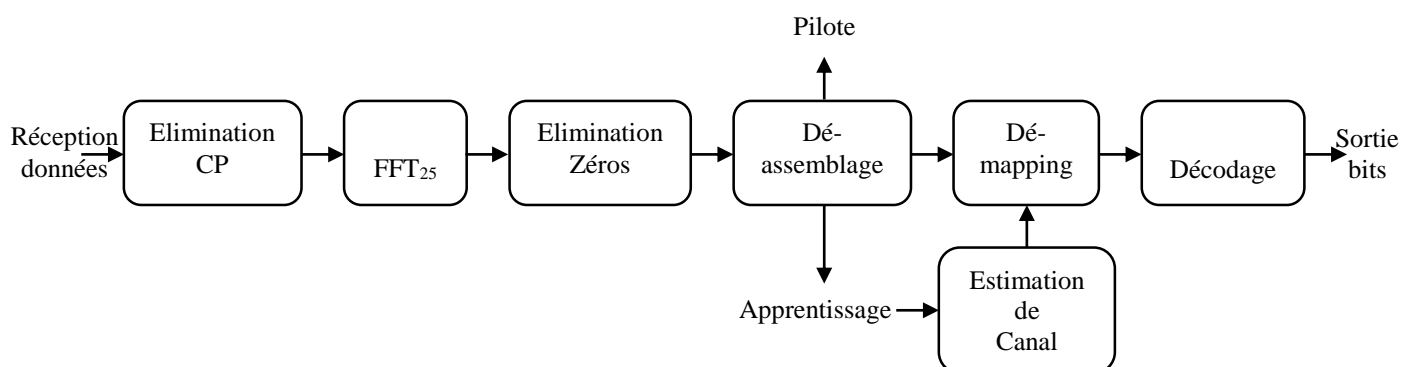 Pilote
Réception
données
Elimination
CP
FFT25
Elimination
Zéros
Dé-
assemblage
Dé-
mapping
Décodage
Sortie
bits
Apprentissage
Estimation
de
Canal